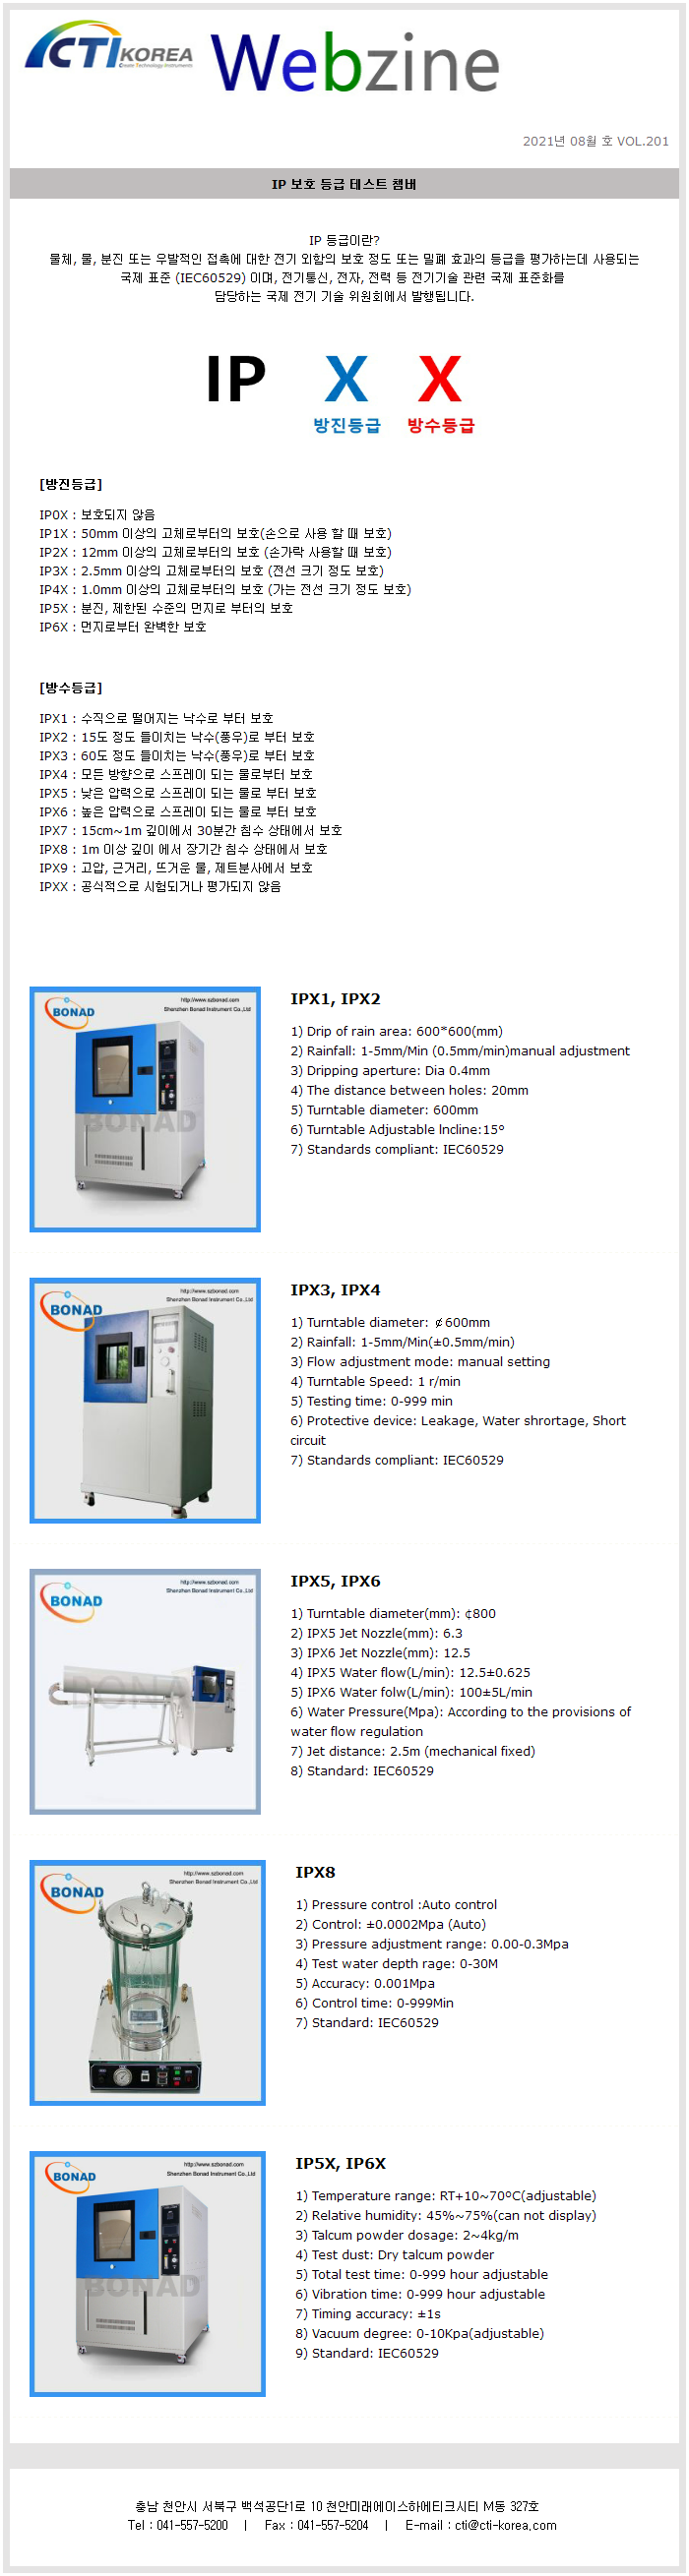 CTI KOREA
Create Technology Instruments
Webzine
2021년 08월 호 VOL.201
IP 보호 등급 테스트 챔버
IP 등급이란?
물체, 물, 분진 또는 우발적인 접촉에 대한 전기 외함의 보호 정도 또는 밀폐 효과의 등급을 평가하는데 사용되는
국제 표준 (IEC60529) 이며, 전기통신, 전자, 전력 등 전기기술 관련 국제 표준화를
담당하는 국제 전기 기술 위원회에서 발행됩니다.
IP X X
방진등급 방수등급
[방진등급]
IP0X : 보호되지 않음
IP1X : 50mm 이상의 고체로부터의 보호(손으로 사용 할 때 보호)
IP2X : 12mm 이상의 고체로부터의 보호 (손가락 사용할 때 보호)
IP3X : 2.5mm 이상의 고체로부터의 보호 (전선 크기 정도 보호)
IP4X : 1.0mm 이상의 고체로부터의 보호 (가는 전선 크기 정도 보호)
IP5X : 분진, 제한된 수준의 먼지로 부터의 보호
IP6X : 먼지로부터 완벽한 보호
[방수등급]
IPX1 : 수직으로 떨어지는 낙수로 부터 보호
IPX2 : 15도 정도 들이치는 낙수(풍우)로 부터 보호
IPX3 : 60도 정도 들이치는 낙수(풍우)로 부터 보호
IPX4 : 모든 방향으로 스프레이 되는 물로부터 보호
IPX5 : 낮은 압력으로 스프레이 되는 물로 부터 보호
IPX6 : 높은 압력으로 스프레이 되는 물로 부터 보호
IPX7 : 15cm~1m 깊이에서 30분간 침수 상태에서 보호
IPX8 : 1m 이상 깊이 에서 장기간 침수 상태에서 보호
IPX9 : 고압, 근거리, 뜨거운 물, 제트분사에서 보호
IPXX : 공식적으로 시험되거나 평가되지 않음
http://www.szbonad.com
Shenzhen Bonad Instrument Co.,Ltd
BONAD
BONAD
IPX1, IPX2
1) Drip of rain area: 600*600(mm)
2) Rainfall: 1-5mm/Min (0.5mm/min)manual adjustment
3) Dripping aperture: Dia 0.4mm
4) The distance between holes: 20mm
5) Turntable diameter: 600mm
6) Turntable Adjustable lncline:15°
7) Standards compliant: IEC60529
http://www.szbonad.com
Shenzhen Bonad Instrument Co.,Ltd
BONAD
IPX3, IPX4
1) Turntable diameter: ¢600mm
2) Rainfall: 1-5mm/Min(±0.5mm/min)
3) Flow adjustment mode: manual setting
4) Turntable Speed: 1 r/min
5) Testing time: 0-999 min
6) Protective device: Leakage, Water shrortage, Short
circuit
7) Standards compliant: IEC60529
http://www.szbonad.com
Shenzhen Bonad Instrument Co.,Ltd
BONAD
BONAD
IPX5, IPX6
1) Turntable diameter(mm): ¢800
2) IPX5 Jet Nozzle(mm): 6.3
3) IPX6 Jet Nozzle(mm): 12.5
4) IPX5 Water flow(L/min): 12.5±0.625
5) IPX6 Water folw(L/min): 100±5L/min
6) Water Pressure(Mpa): According to the provisions of
water flow regulation
7) Jet distance: 2.5m (mechanical fixed)
8) Standard: IEC60529
http://www.szbonad.com
Shenzhen Bonad Instrument Co.,Ltd
BONAD
IPX8
1) Pressure control :Auto control
2) Control: ±0.0002Mpa (Auto)
3) Pressure adjustment range: 0.00-0.3Mpa
4) Test water depth rage: 0-30M
5) Accuracy: 0.001Mpa
6) Control time: 0-999Min
7) Standard: IEC60529
http://www.szbonad.com
Shenzhen Bonad Instrument Co.,Ltd
BONAD
BONAD
IP5X, IP6X
1) Temperature range: RT+10~70ºC(adjustable)
2) Relative humidity: 45%~75%(can not display)
3) Talcum powder dosage: 2~4kg/m
4) Test dust: Dry talcum powder
5) Total test time: 0-999 hour adjustable
6) Vibration time: 0-999 hour adjustable
7) Timing accuracy: ±1s
8) Vacuum degree: 0-10Kpa(adjustable)
9) Standard: IEC60529
충남 천안시 서북구 백석공단1로 10 천안미래에이스하이테크시티 M동 327호
Tel : 041-557-5200 | Fax : 041-557-5204 | E-mail : cti@cti-korea.com